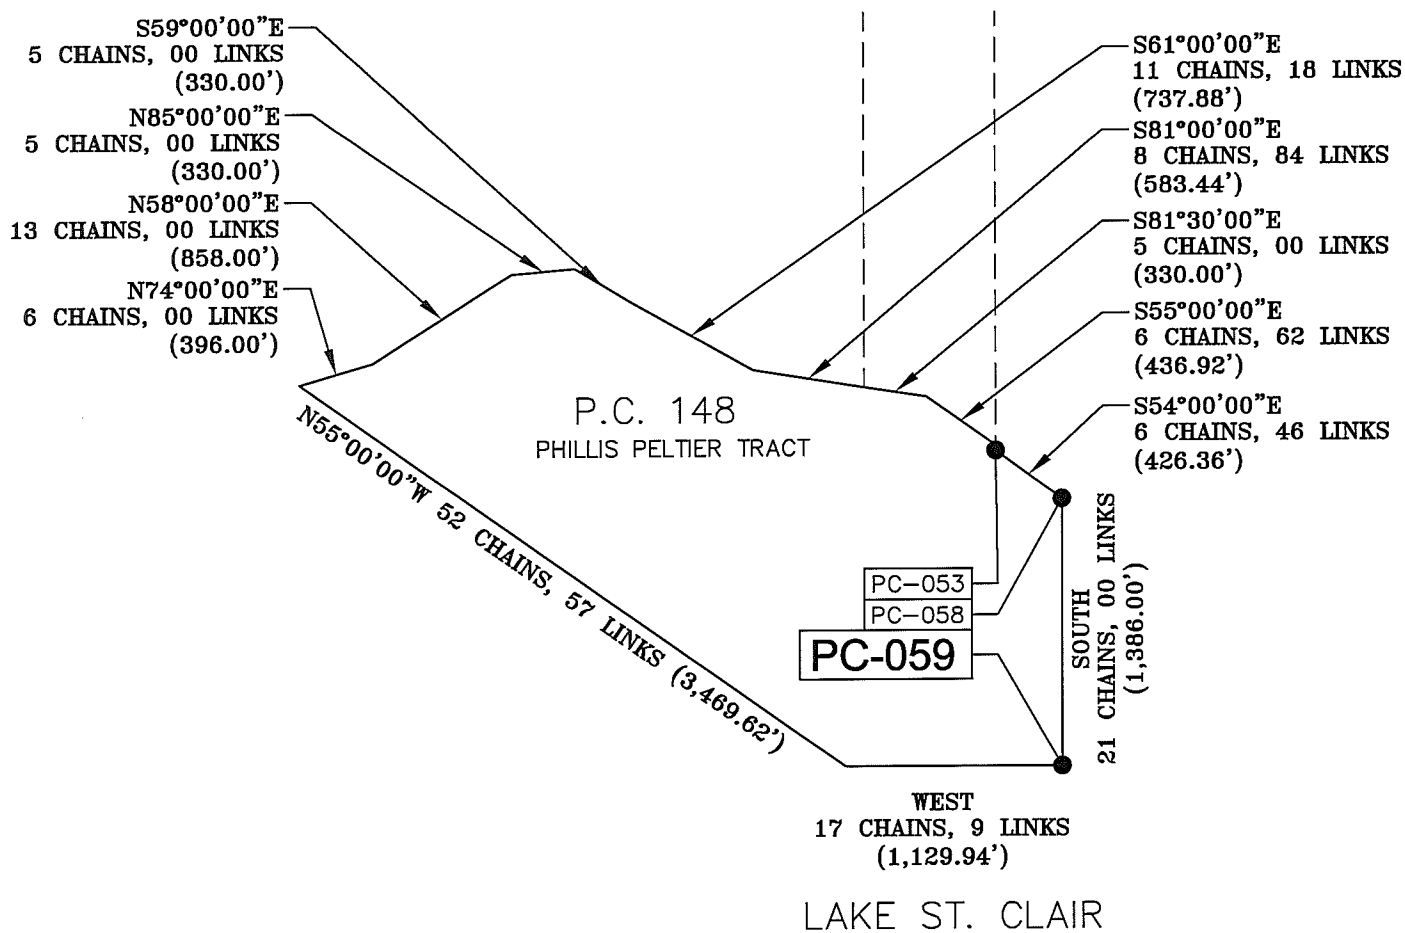 S59°00'00"E
5 CHAINS, 00 LINKS
(330.00')
N85°00'00"E
5 CHAINS, 00 LINKS
(330.00')
N58°00'00"E
13 CHAINS, 00 LINKS
(858.00')
N74°00'00"E
6 CHAINS, 00 LINKS
(396.00')
S61°00'00"E
11 CHAINS, 18 LINKS
(737.88')
S81°00'00"E
8 CHAINS, 84 LINKS
(583.44')
S81°30'00"E
5 CHAINS, 00 LINKS
(330.00')
S55°00'00"E
6 CHAINS, 62 LINKS
(436.92')
S54°00'00"E
6 CHAINS, 46 LINKS
(426.36')
P.C. 148
PHILLIS PELTIER TRACT
N55°00'00"W 52 CHAINS, 57 LINKS (3,469.62')
PC-053
PC-058
PC-059
SOUTH
21 CHAINS, 00 LINKS
(1,386.00')
WEST
17 CHAINS, 9 LINKS
(1,129.94')
LAKE ST. CLAIR